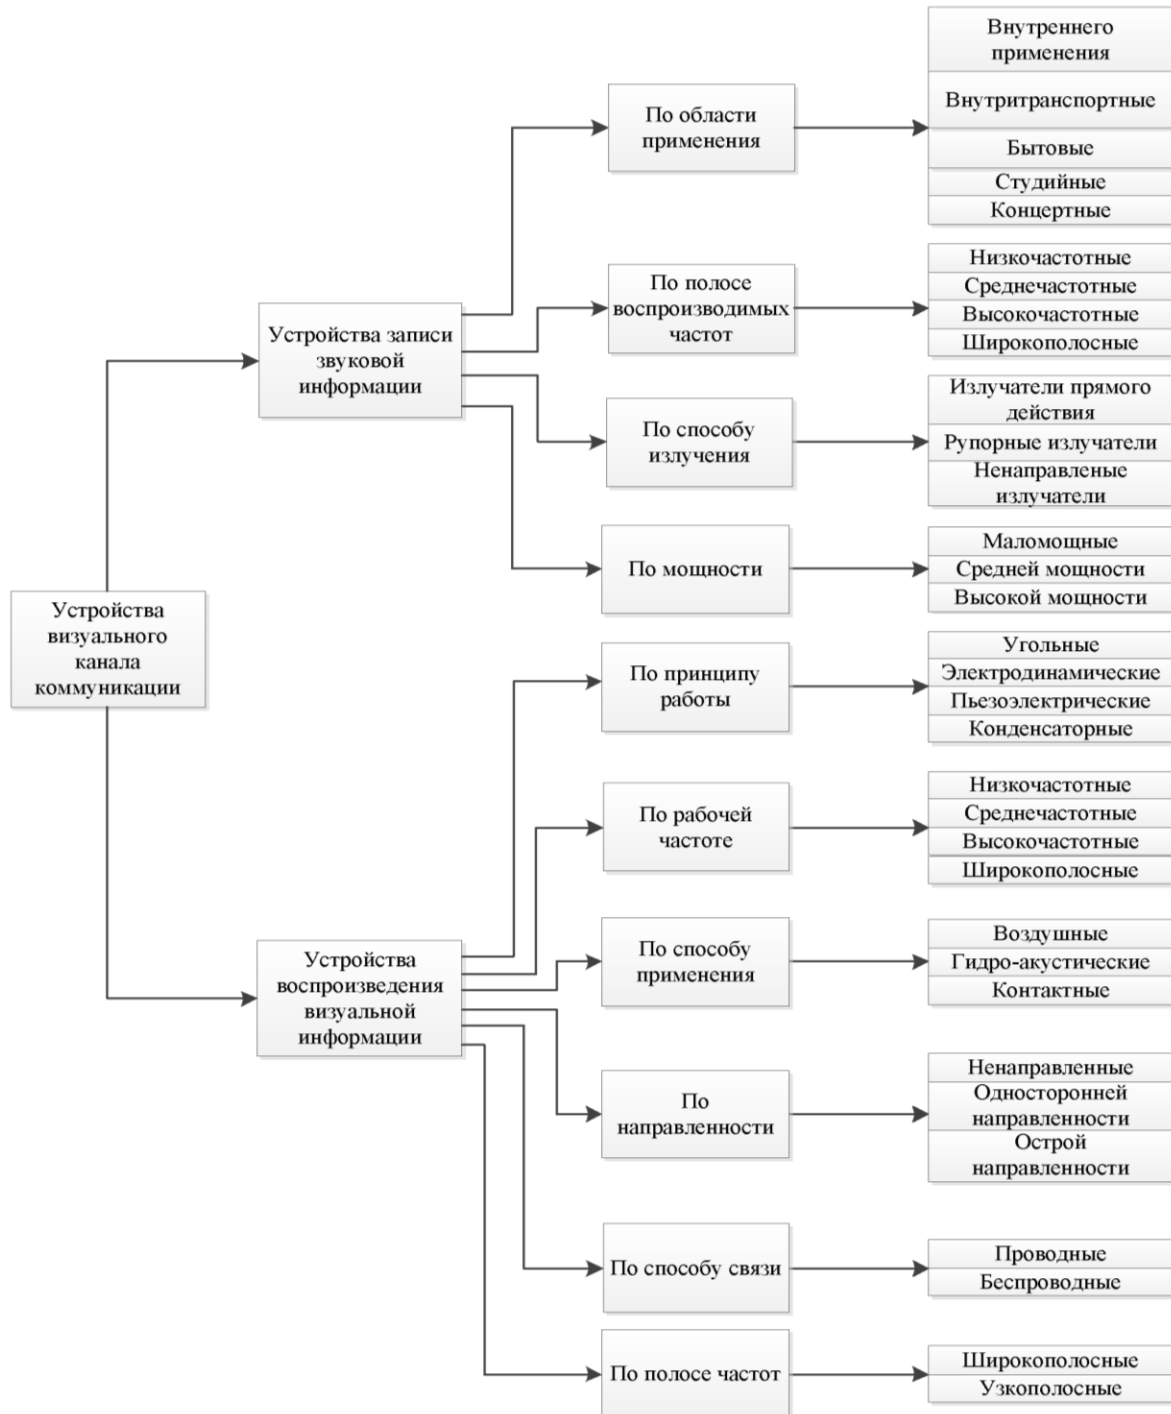 Устройства
визуального
канала
коммуникации
Устройства записи
звуковой
информации
По области
применения
Внутреннего
применения
Внутритранспортные
Бытовые
Студийные
Концертные
По полосе
воспроизводимых
частот
Низкочастотные
Среднечастотные
Высокочастотные
Широкополосные
По способу
излучения
Излучатели прямого
действия
Рупорные излучатели
Ненаправленые
излучатели
По мощности
Маломощные
Средней мощности
Высокой мощности
Устройства
воспроизведения
визуальной
информации
По принципу
работы
Угольные
Электродинамические
Пьезоэлектрические
Конденсаторные
По рабочей
частоте
Низкочастотные
Среднечастотные
Высокочастотные
Широкополосные
По способу
применения
Воздушные
Гидро-акустические
Контактные
По
направленности
Ненаправленные
Односторонней
направленности
Острой
направленности
По способу связи
Проводные
Беспроводные
По полосе частот
Широкополосные
Узкополосные